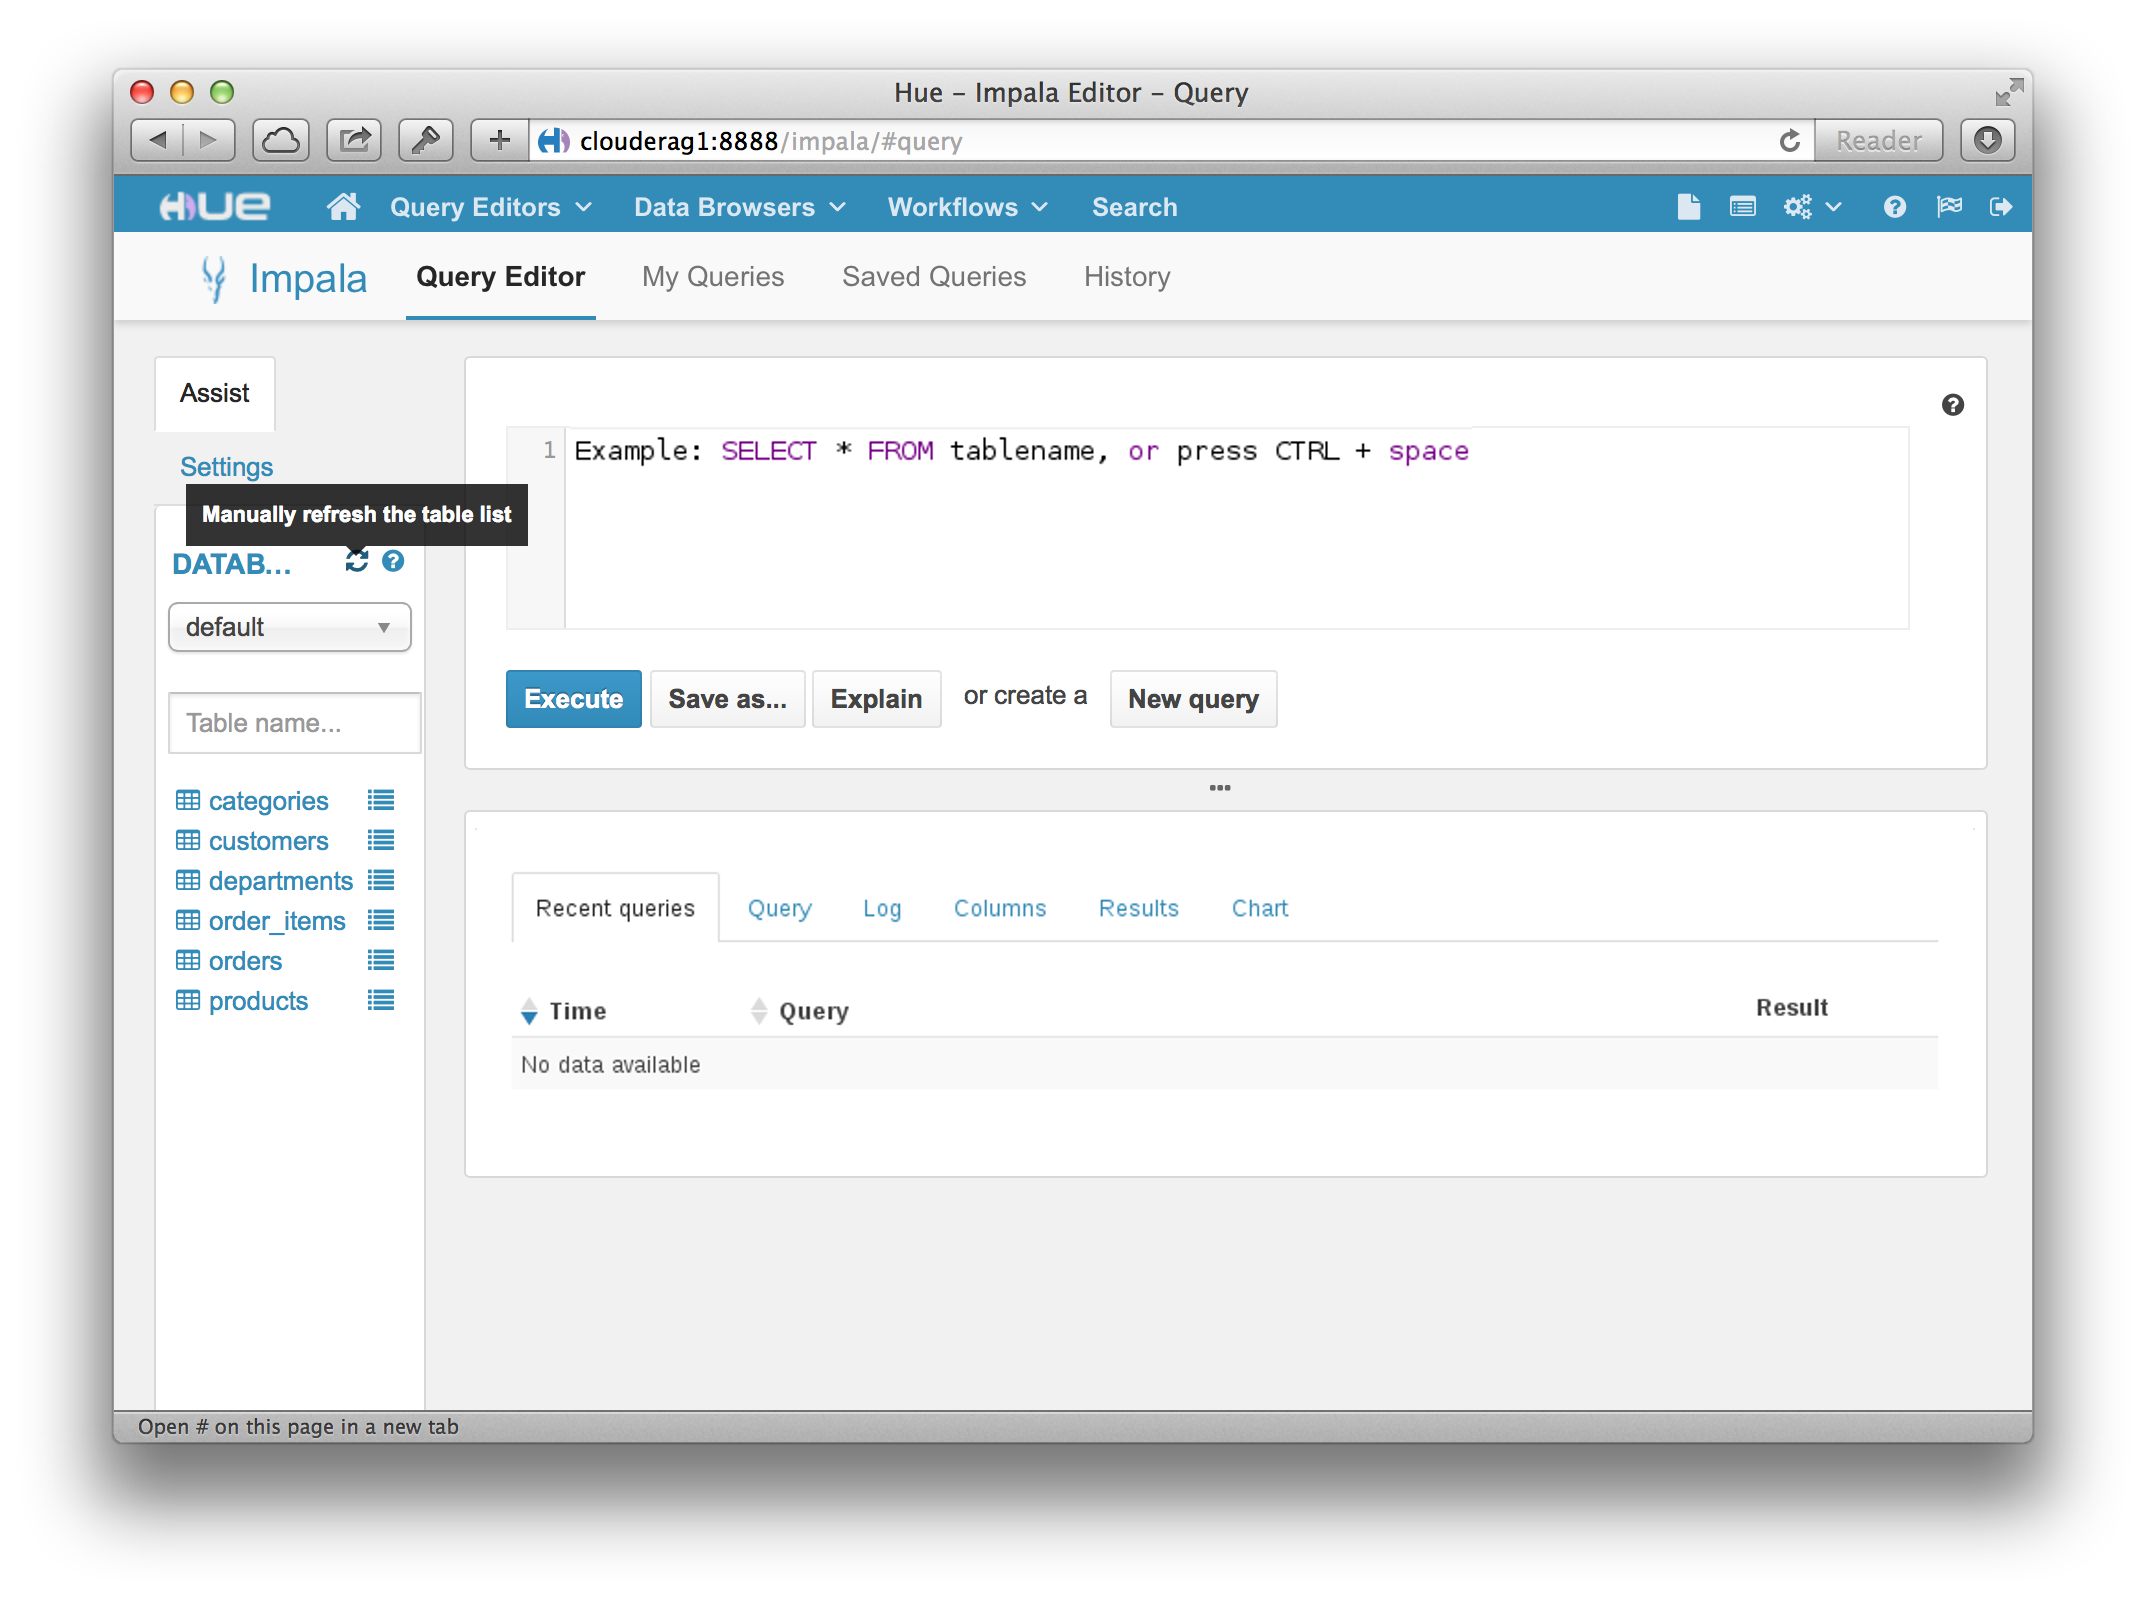 Hue – Impala Editor – Query
clouderag1:8888/impala/#query
Reader
HUE
Query Editors
Data Browsers
Workflows
Search
Impala
Query Editor
My Queries
Saved Queries
History
Assist
Settings
Manually refresh the table list
DATAB...
default
Table name...
categories
customers
departments
order_items
orders
products
1 Example: SELECT * FROM tablename, or press CTRL + space
Execute
Save as...
Explain
or create a
New query
Recent queries
Query
Log
Columns
Results
Chart
Time
Query
Result
No data available
Open # on this page in a new tab